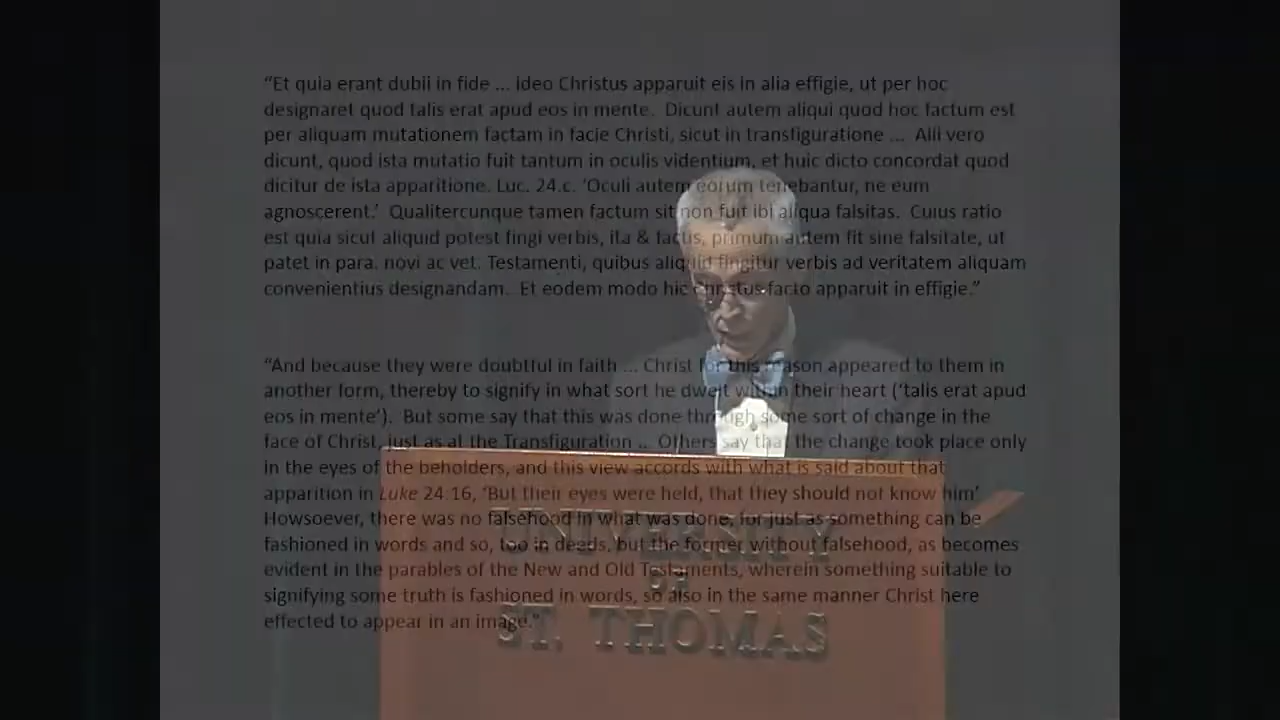 “Et quia erant dubii in fide ... ideo Christus apparuit eis in alia effigie, ut per hoc
designaret quod talis erat apud eos in mente. Dicunt autem aliqui quod hoc factum est
per aliquam mutationem factam in facie Christi, sicut in transfiguratione ... Alii vero
dicunt, quod ista mutatio fuit tantum in oculis videntium, et huic dicto concordat quod
dicitur de ista apparitione. Luc. 24.c. ‘Oculi autem eorum tenebantur, ne eum
agnoscerent.’ Qualitercunque tamen factum sit non fuit ibi aliqua falsitas. Cuius ratio
est quia sicut aliquid potest fingi verbis, ita & factis, primum autem fit sine falsitate, ut
patet in para. novi ac vet. Testamenti, quibus aliquid fingitur verbis ad veritatem aliquam
convenientius designandam. Et eodem modo hic Christus facto apparuit in effigie.”
“And because they were doubtful in faith ... Christ for this reason appeared to them in
another form, thereby to signify in what sort he dwelt within their heart (‘talis erat apud
eos in mente’). But some say that this was done through some sort of change in the
face of Christ, just as at the Transfiguration ... Others say that the change took place only
in the eyes of the beholders, and this view accords with what is said about that
apparition in Luke 24.16, ‘But their eyes were held, that they should not know him’
Howsoever, there was no falsehood in what was done, for just as something can be
fashioned in words and so, too in deeds, but the former without falsehood, as becomes
evident in the parables of the New and Old Testaments, wherein something suitable to
signifying some truth is fashioned in words, so also in the same manner Christ here
effected to appear in an image.”
UNIVERSITY
OF
ST. THOMAS